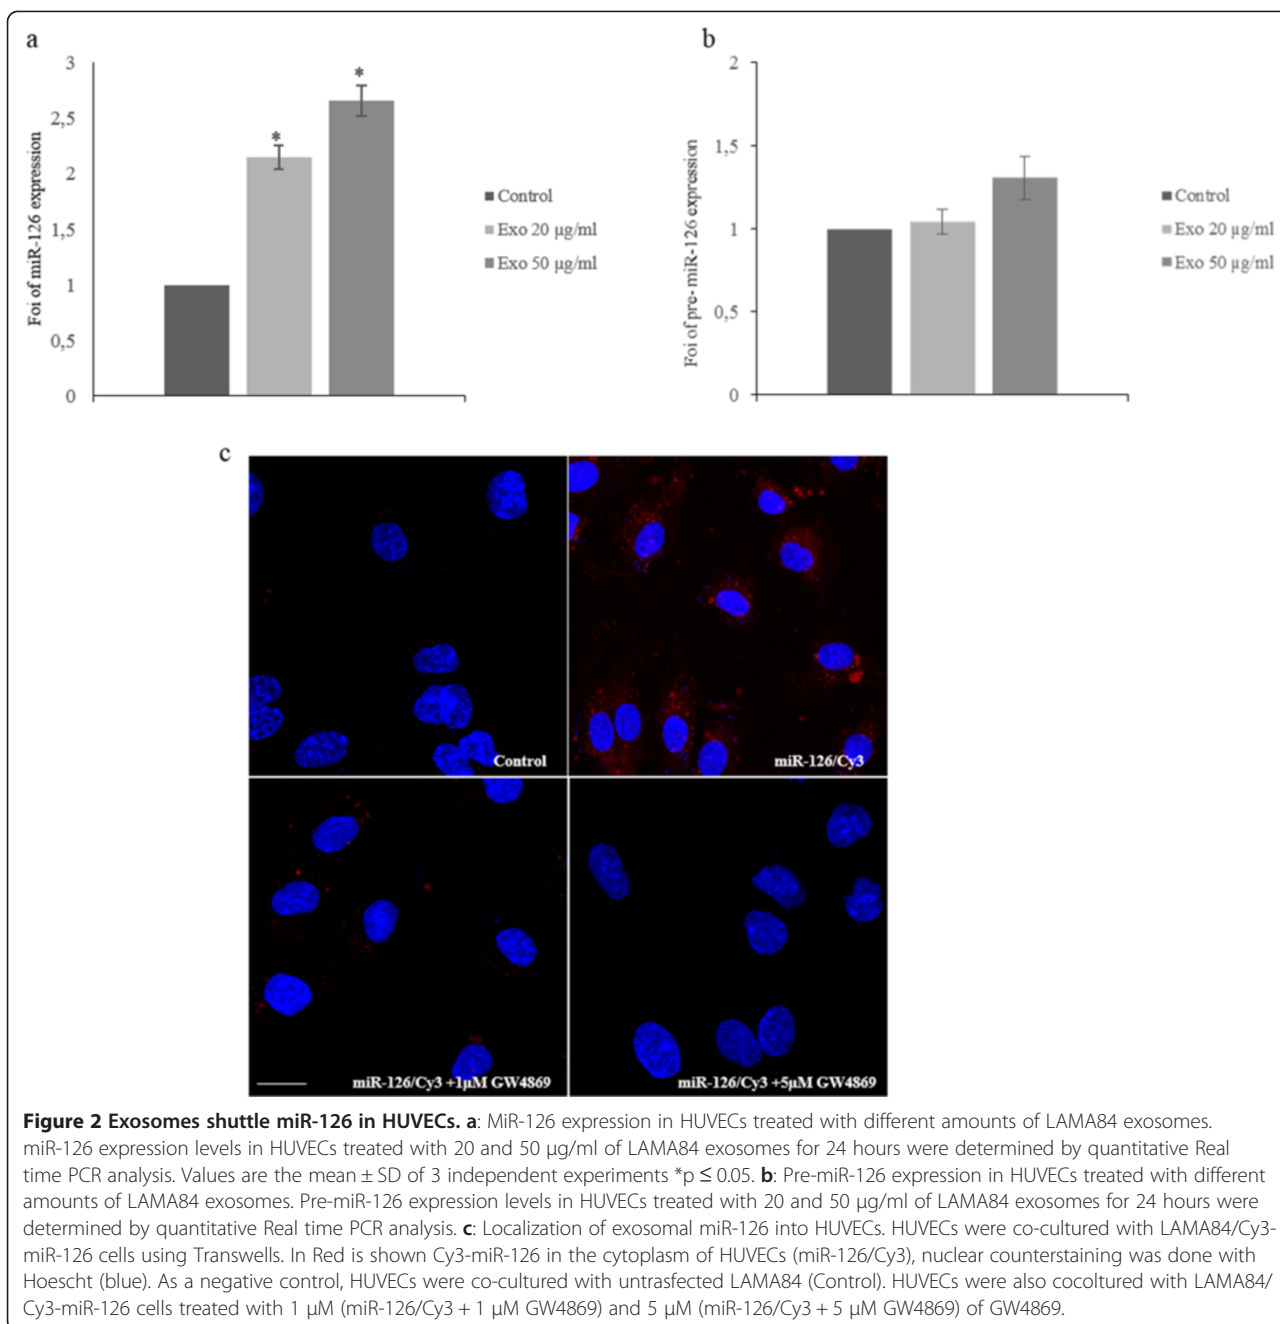 a
3
2,5
2
1,5
1
0,5
0
Foi of miR-126 expression
*
*
Control
Exo 20 µg/ml
Exo 50 µg/ml
b
2
1,5
1
0,5
0
Foi of pre- miR-126 expression
Control
Exo 20 µg/ml
Exo 50 µg/ml
c
Control
miR-126/Cy3
miR-126/Cy3 +1µM GW4869
miR-126/Cy3 +5µM GW4869
Figure 2 Exosomes shuttle miR-126 in HUVECs. a: MiR-126 expression in HUVECs treated with different amounts of LAMA84 exosomes.
miR-126 expression levels in HUVECs treated with 20 and 50 µg/ml of LAMA84 exosomes for 24 hours were determined by quantitative Real
time PCR analysis. Values are the mean ± SD of 3 independent experiments *p ≤ 0.05. b: Pre-miR-126 expression in HUVECs treated with different
amounts of LAMA84 exosomes. Pre-miR-126 expression levels in HUVECs treated with 20 and 50 µg/ml of LAMA84 exosomes for 24 hours were
determined by quantitative Real time PCR analysis. c: Localization of exosomal miR-126 into HUVECs. HUVECs were co-cultured with LAMA84/Cy3-
miR-126 cells using Transwells. In Red is shown Cy3-miR-126 in the cytoplasm of HUVECs (miR-126/Cy3), nuclear counterstaining was done with
Hoescht (blue). As a negative control, HUVECs were co-cultured with untrasfected LAMA84 (Control). HUVECs were also cocoltured with LAMA84/
Cy3-miR-126 cells treated with 1 µM (miR-126/Cy3 + 1 µM GW4869) and 5 µM (miR-126/Cy3 + 5 µM GW4869) of GW4869.